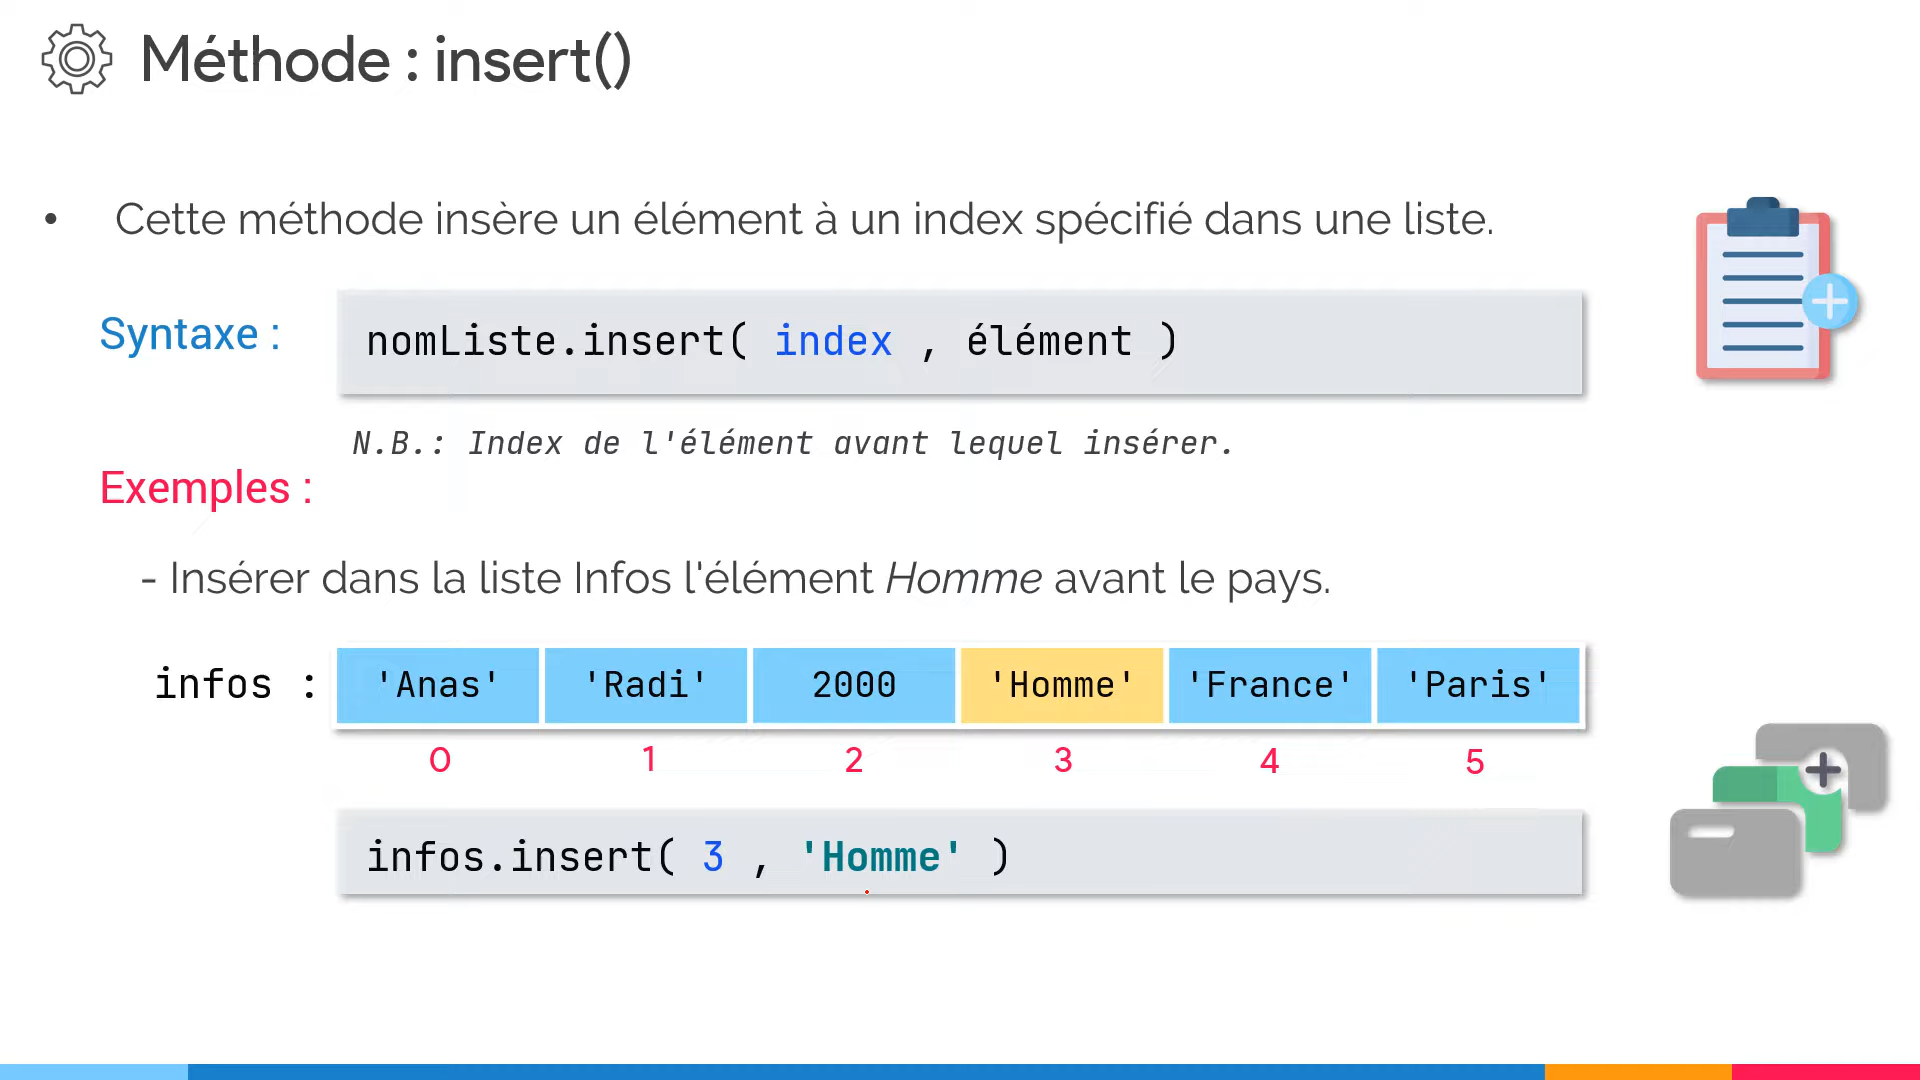 Méthode : insert()
• Cette méthode insère un élément à un index spécifié dans une liste.
Syntaxe :
nomListe.insert( index , élément )
N.B.: Index de l'élément avant lequel insérer.
Exemples :
- Insérer dans la liste Infos l'élément Homme avant le pays.
infos : 'Anas' 'Radi' 2000 'Homme' 'France' 'Paris'
0 1 2 3 4 5
infos.insert( 3 , 'Homme' )